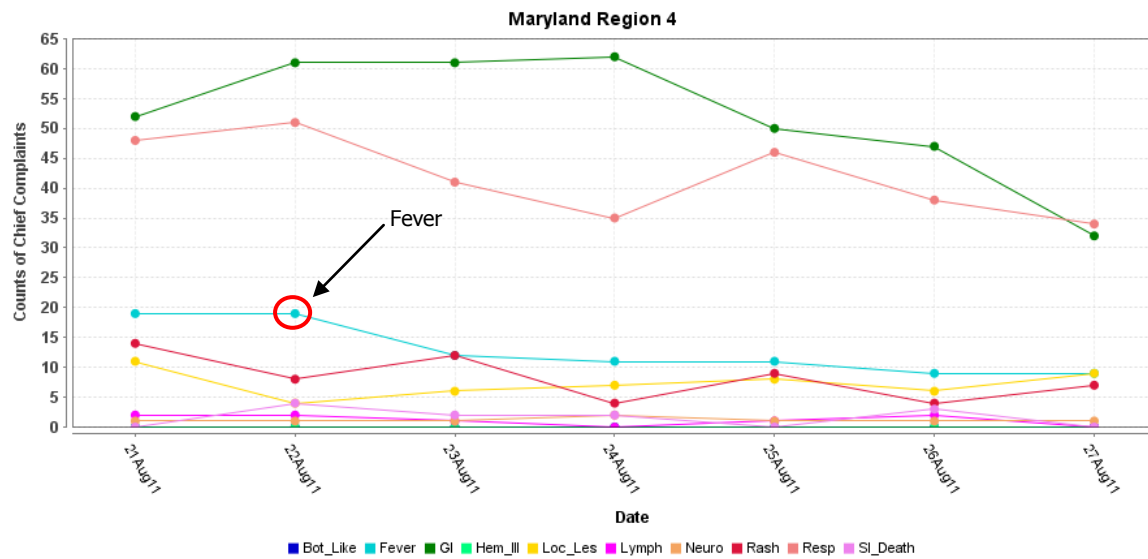 Maryland Region 4
Counts of Chief Complaints
65
60
55
50
45
40
35
30
25
20
15
10
5
0
Fever
21Aug11
22Aug11
23Aug11
24Aug11
25Aug11
26Aug11
27Aug11
Date
Bot_Like Fever GI Hem_Ill Loc_Les Lymph Neuro Rash Resp SI_Death